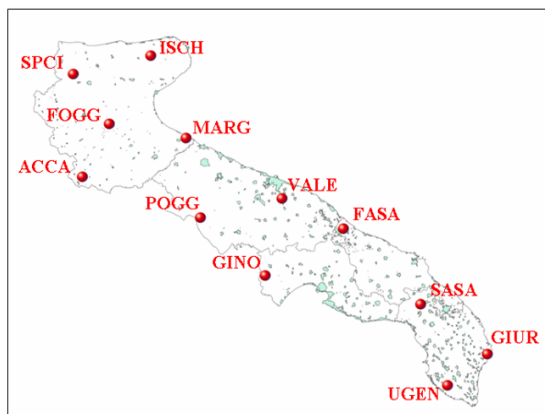 ISCH
SPCI
FOGG
MARG
ACCA
VALE
POGG
FASA
GINO
SASA
GIUR
UGEN